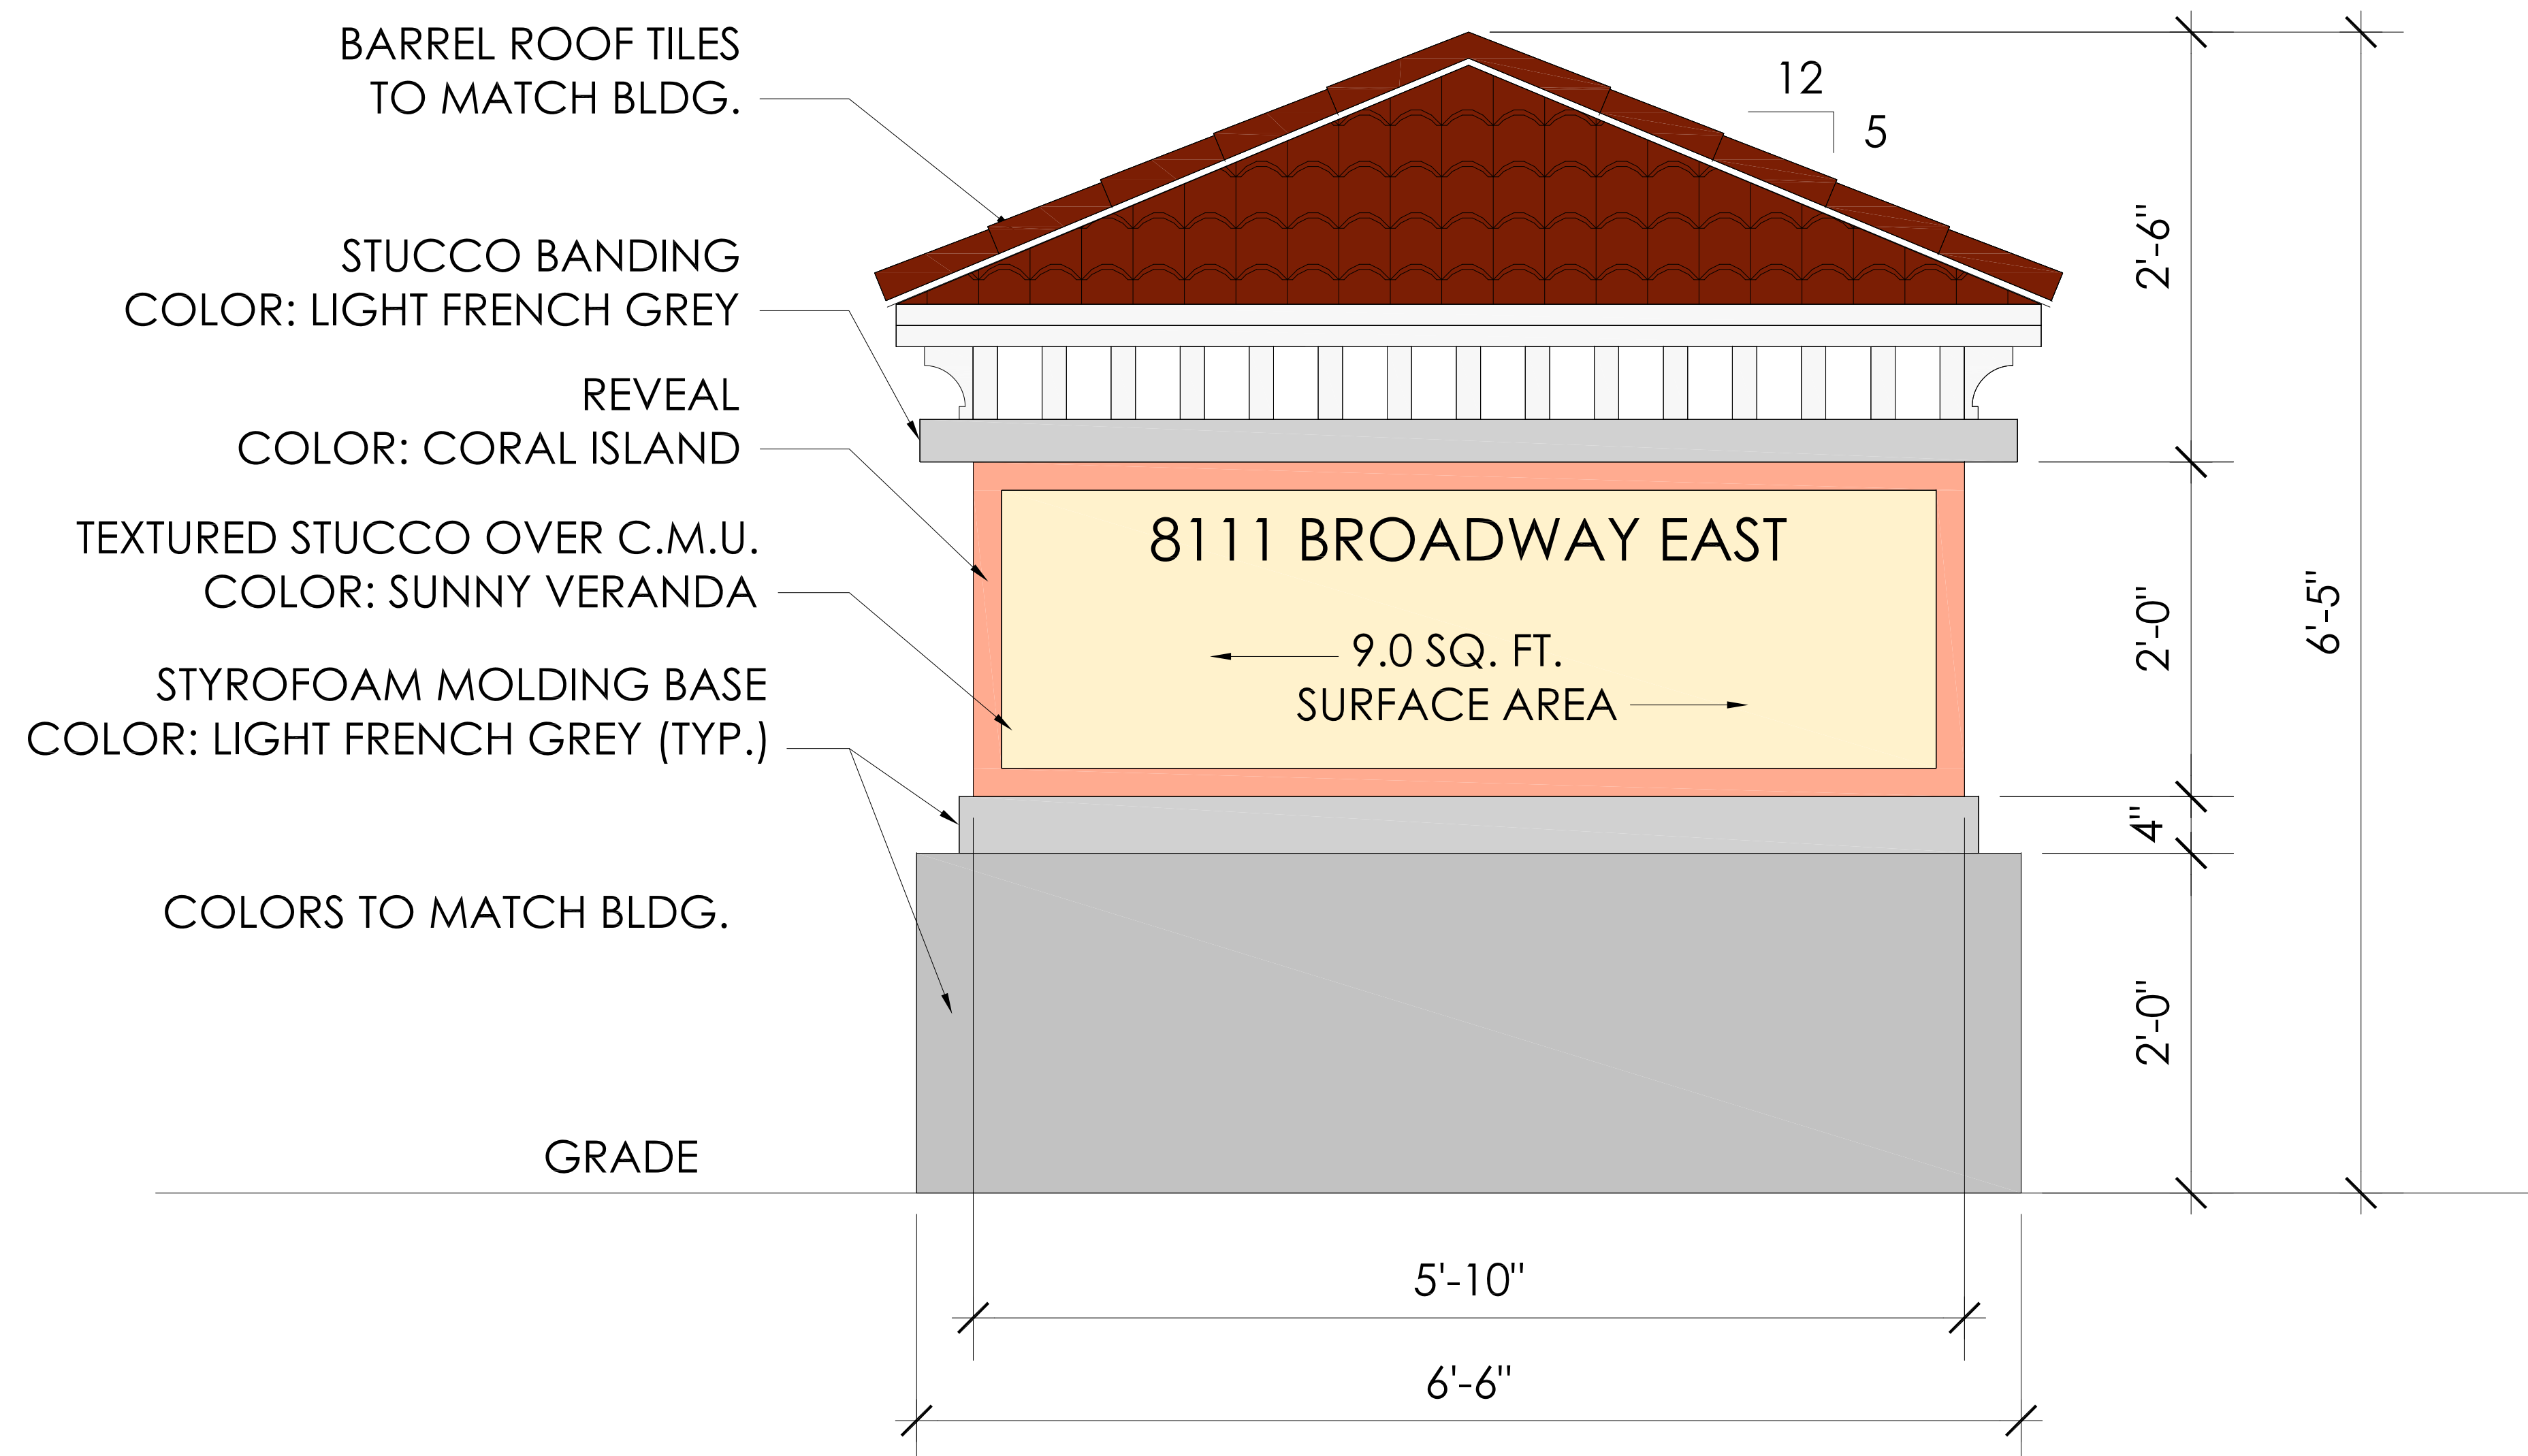 BARREL ROOF TILES
TO MATCH BLDG.
12
5
STUCCO BANDING
COLOR: LIGHT FRENCH GREY
REVEAL
COLOR: CORAL ISLAND
TEXTURED STUCCO OVER C.M.U.
COLOR: SUNNY VERANDA
STYROFOAM MOLDING BASE
COLOR: LIGHT FRENCH GREY (TYP.)
COLORS TO MATCH BLDG.
GRADE
8111 BROADWAY EAST
9.0 SQ. FT.
SURFACE AREA
2'-6"
2'-0"
4"
2'-0"
6'-5"
5'-10"
6'-6"